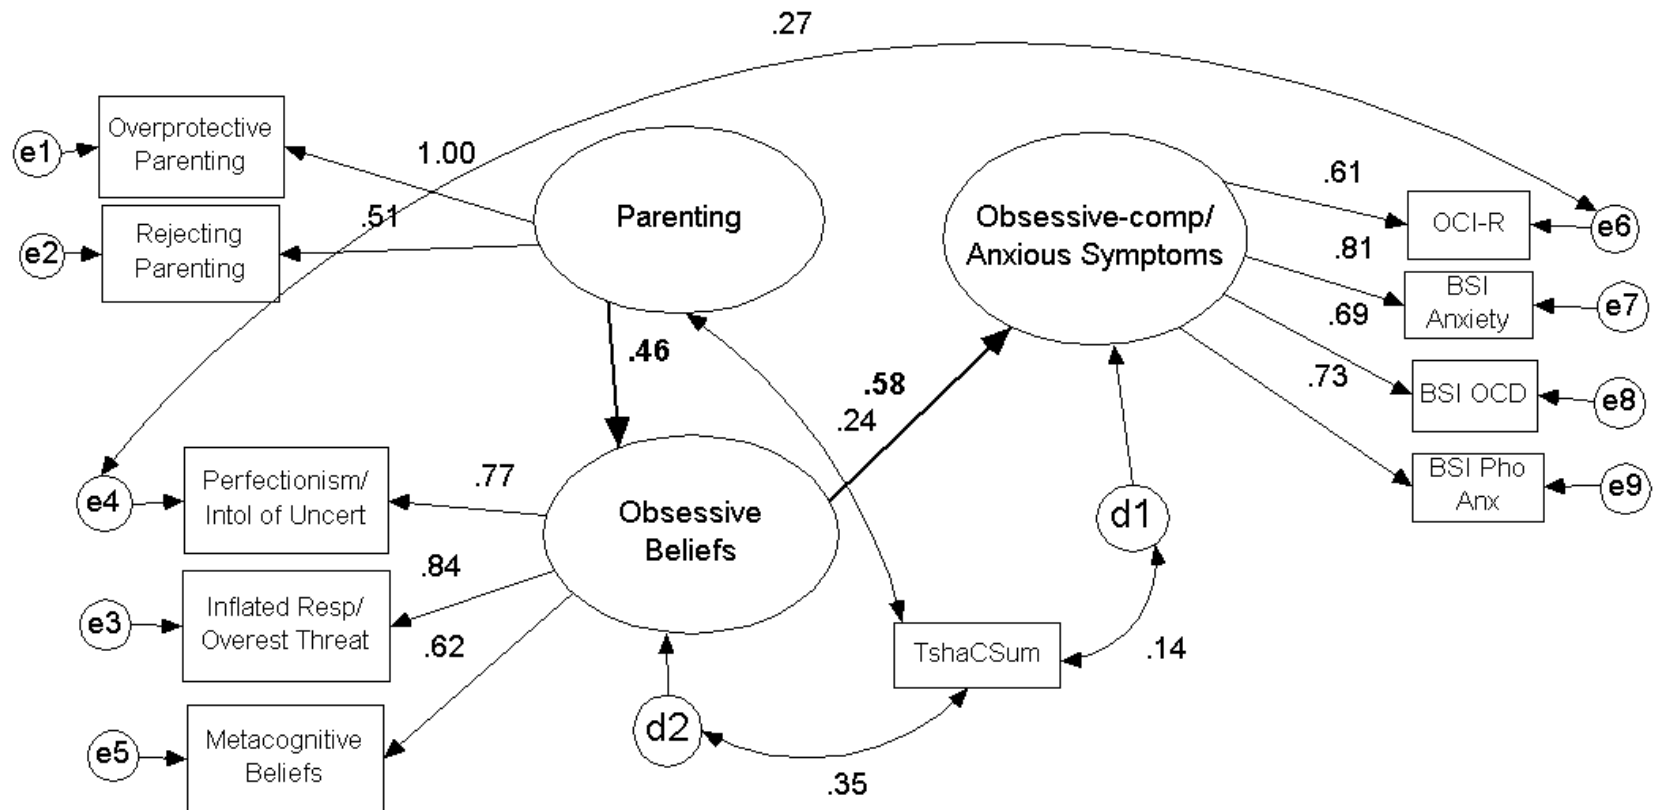 .27
Overprotective
Parenting
e1
1.00
.51
Rejecting
Parenting
e2
Parenting
Obsessive-comp/
Anxious Symptoms
.61
OCI-R
e6
.81
BSI
Anxiety
e7
.69
.73
BSI OCD
e8
BSI Pho
Anx
e9
.46
.58
.24
Perfectionism/
Intol of Uncert
e4
.77
Obsessive
Beliefs
d1
.84
Inflated Resp/
Overest Threat
e3
.62
TshaCSum
.14
Metacognitive
Beliefs
e5
d2
.35